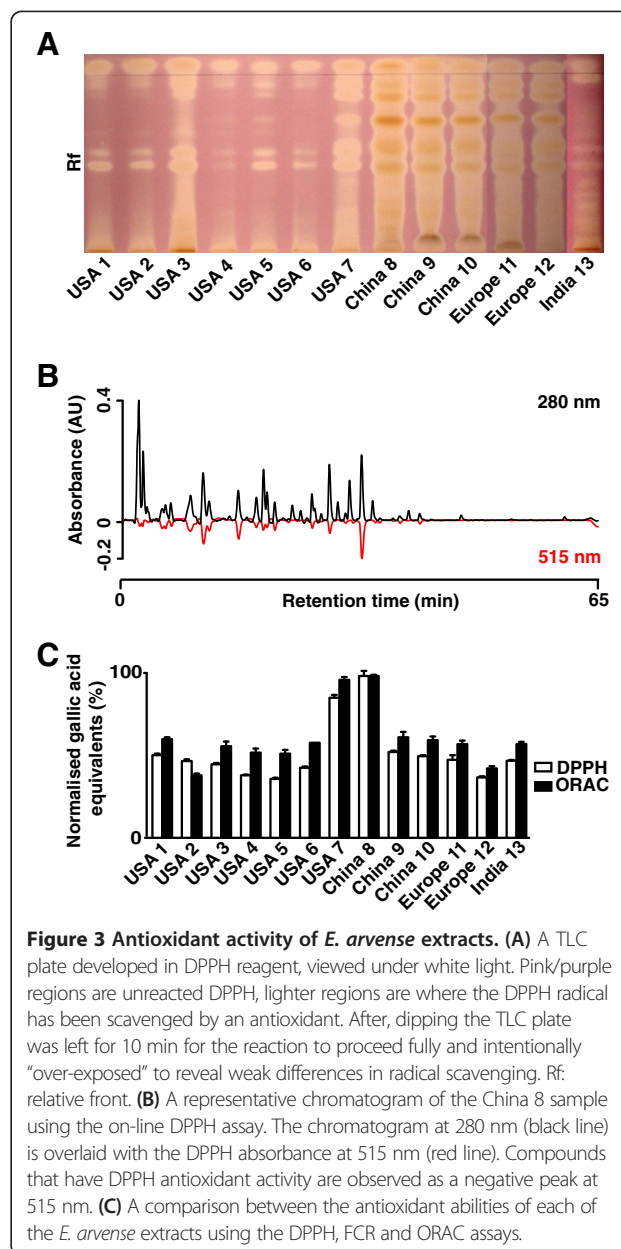 A
Rf
USA 1 USA 2 USA 3 USA 4 USA 5 USA 6 USA 7 China 8 China 9 China 10 Europe 11 Europe 12 India 13
B
0.4
280 nm
Absorbance (AU)
0
-0.2
515 nm
0 Retention time (min) 65
C
100
Normalised gallic acid
equivalents (%)
DPPH
ORAC
0
USA 1 USA 2 USA 3 USA 4 USA 5 USA 6 USA 7 China 8 China 9 China 10 Europe 11 Europe 12 India 13
Figure 3 Antioxidant activity of E. arvense extracts. (A) A TLC
plate developed in DPPH reagent, viewed under white light. Pink/purple
regions are unreacted DPPH, lighter regions are where the DPPH radical
has been scavenged by an antioxidant. After, dipping the TLC plate
was left for 10 min for the reaction to proceed fully and intentionally
“over-exposed” to reveal weak differences in radical scavenging. Rf:
relative front. (B) A representative chromatogram of the China 8 sample
using the on-line DPPH assay. The chromatogram at 280 nm (black line)
is overlaid with the DPPH absorbance at 515 nm (red line). Compounds
that have DPPH antioxidant activity are observed as a negative peak at
515 nm. (C) A comparison between the antioxidant abilities of each of
the E. arvense extracts using the DPPH, FCR and ORAC assays.